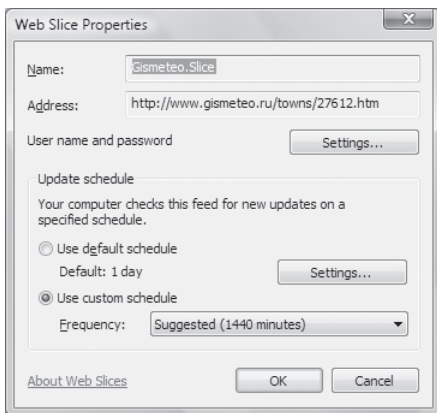 Web Slice Properties
X
Name: Gismeteo.Slice
Address: http://www.gismeteo.ru/towns/27612.htm
User name and password Settings...
Update schedule
Your computer checks this feed for new updates on a
specified schedule.
Use default schedule
Default: 1 day Settings...
Use custom schedule
Frequency: Suggested (1440 minutes)
About Web Slices OK Cancel